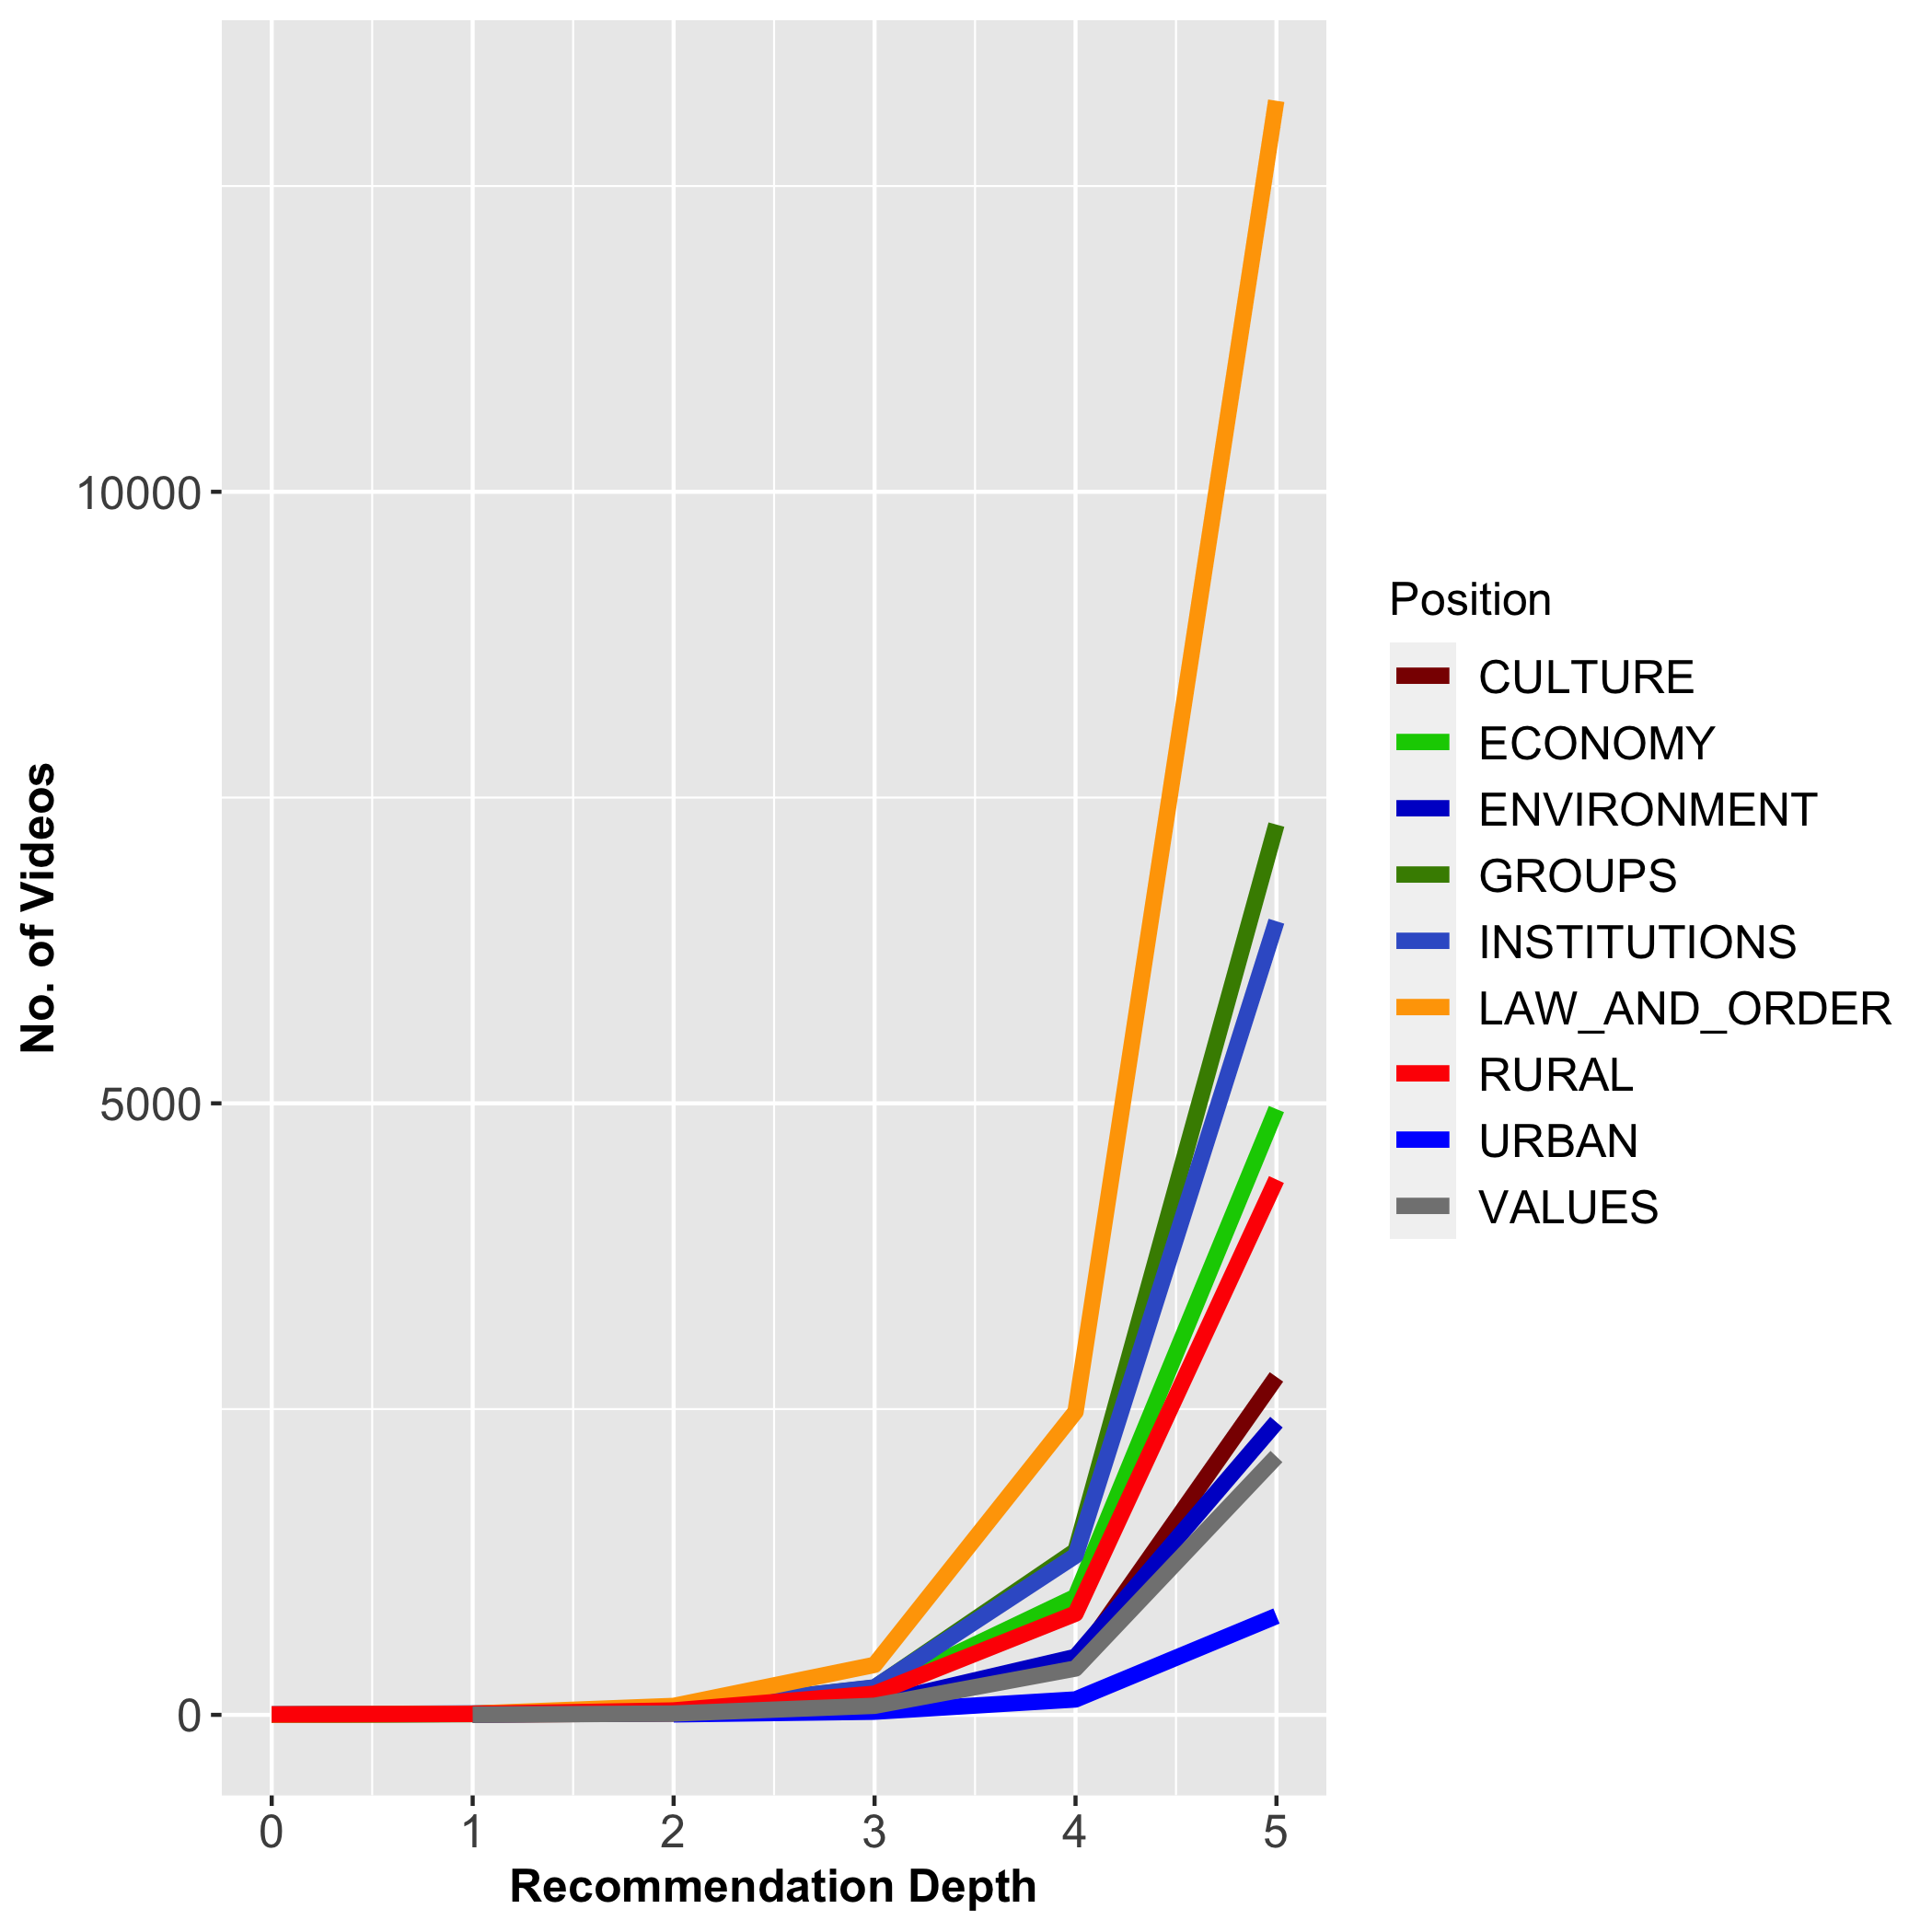 No. of Videos
10000
5000
0
0 1 2 3 4 5
Recommendation Depth
Position
CULTURE
ECONOMY
ENVIRONMENT
GROUPS
INSTITUTIONS
LAW_AND_ORDER
RURAL
URBAN
VALUES